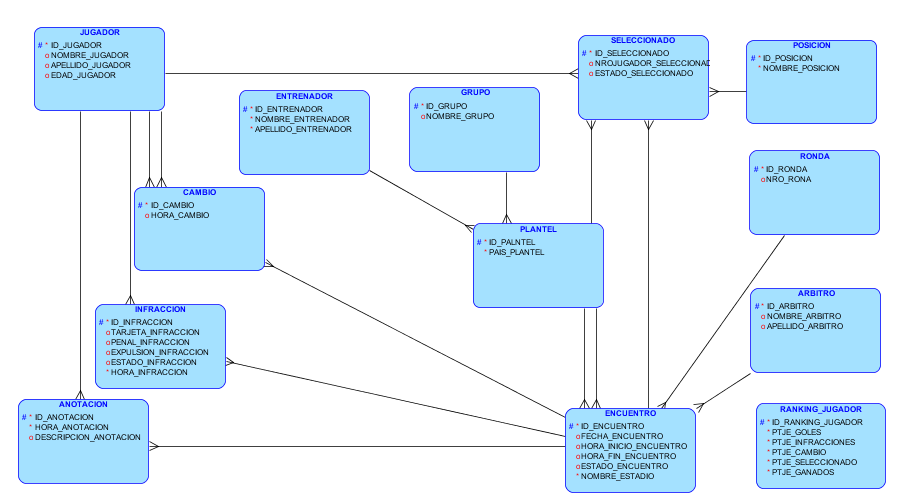 JUGADOR
# * ID_JUGADOR
o NOMBRE_JUGADOR
o APELLIDO_JUGADOR
o EDAD_JUGADOR
SELECCIONADO
# * ID_SELECCIONADO
o NROJUGADOR_SELECCIONAD
o ESTADO_SELECCIONADO
POSICION
# * ID_POSICION
* NOMBRE_POSICION
ENTRENADOR
# * ID_ENTRENADOR
* NOMBRE_ENTRENADOR
* APELLIDO_ENTRENADOR
GRUPO
# * ID_GRUPO
o NOMBRE_GRUPO
RONDA
# * ID_RONDA
o NRO_RONA
CAMBIO
# * ID_CAMBIO
o HORA_CAMBIO
PLANTEL
# * ID_PALNTEL
* PAIS_PLANTEL
ARBITRO
# * ID_ARBITRO
o NOMBRE_ARBITRO
o APELLIDO_ARBITRO
INFRACCION
# * ID_INFRACCION
o TARJETA_INFRACCION
o PENAL_INFRACCION
o EXPULSION_INFRACCION
o ESTADO_INFRACCION
* HORA_INFRACCION
ANOTACION
# * ID_ANOTACION
* HORA_ANOTACION
o DESCRIPCION_ANOTACION
ENCUENTRO
# * ID_ENCUENTRO
o FECHA_ENCUENTRO
o HORA_INICIO_ENCUENTRO
o HORA_FIN_ENCUENTRO
o ESTADO_ENCUENTRO
* NOMBRE_ESTADIO
RANKING_JUGADOR
# * ID_RANKING_JUGADOR
* PTJE_GOLES
* PTJE_INFRACCIONES
* PTJE_CAMBIO
* PTJE_SELECCIONADO
* PTJE_GANADOS